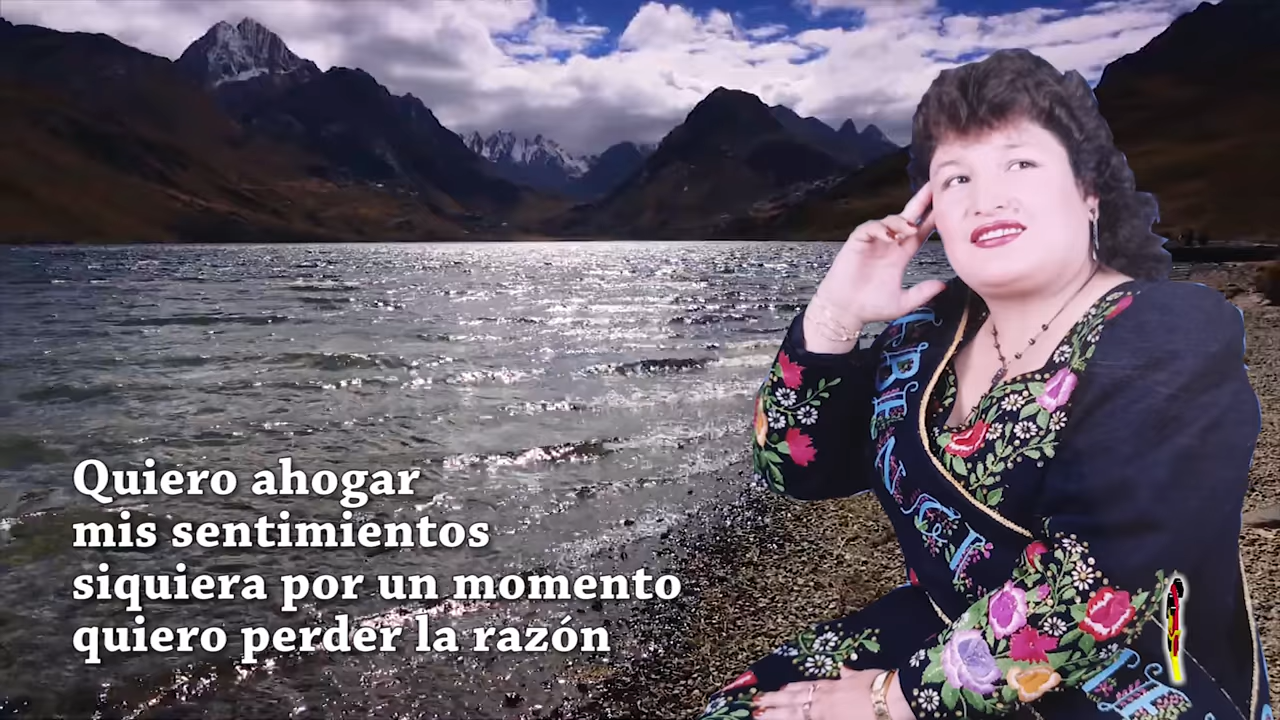 Quiero ahogar
mis sentimientos
siquiera por un momento
quiero perder la razón